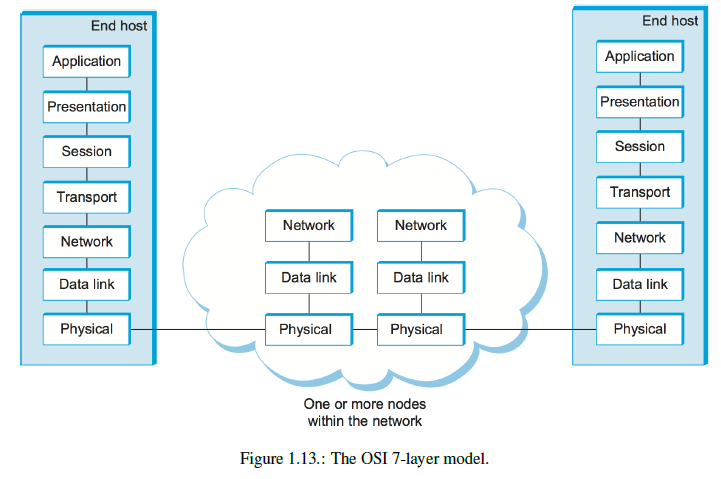 End host
Application
Presentation
Session
Transport
Network
Data link
Physical
Network
Data link
Physical
Network
Data link
Physical
One or more nodes
within the network
End host
Application
Presentation
Session
Transport
Network
Data link
Physical
Figure 1.13.: The OSI 7-layer model.